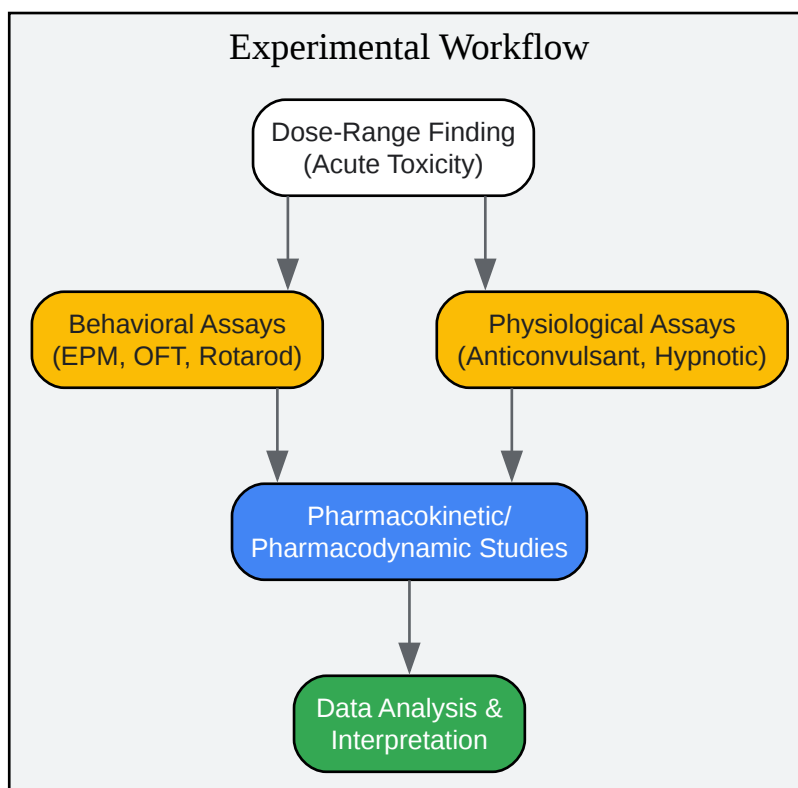 Experimental Workflow
Dose-Range Finding
(Acute Toxicity)
Behavioral Assays
(EPM, OFT, Rotarod)
Physiological Assays
(Anticonvulsant, Hypnotic)
Pharmacokinetic/
Pharmacodynamic Studies
Data Analysis &
Interpretation